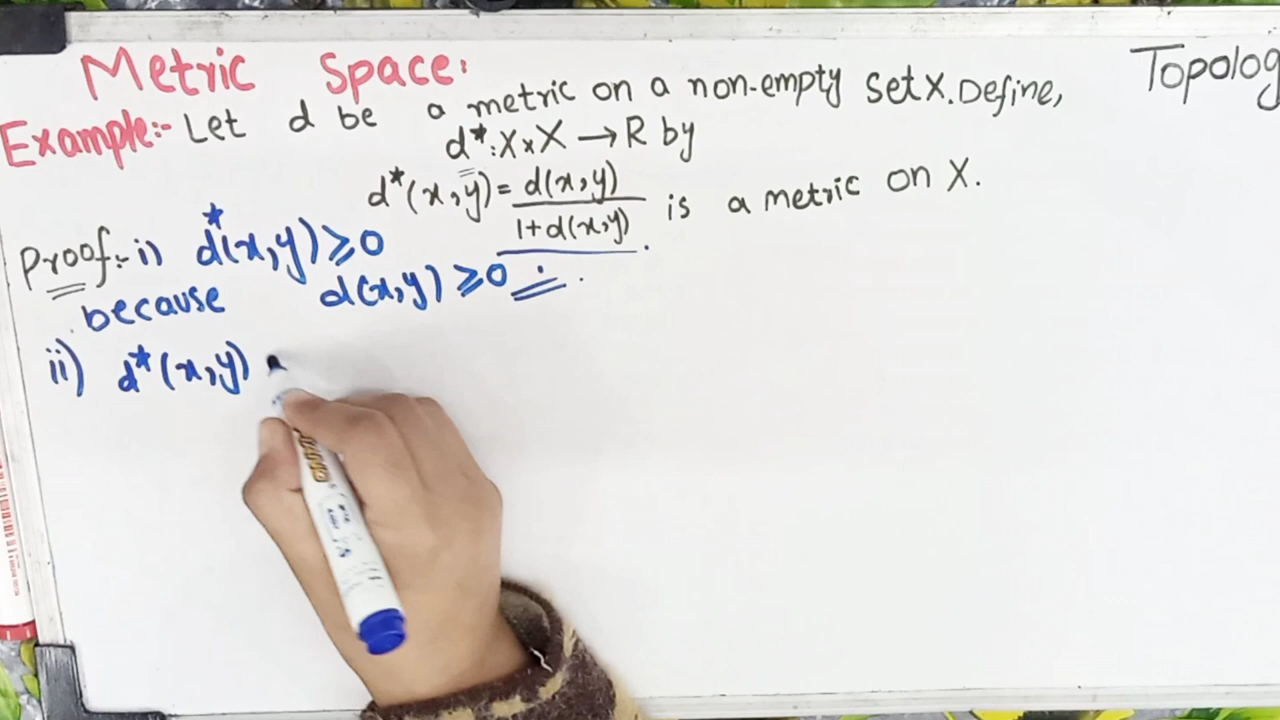 Metric Space: Topolog
Example:- Let d be a metric on a non-empty set X. Define,
d*: X x X → R by
d*(x,y) = d(x,y) / 1+d(x,y) is a metric on X.
Proof:- i) d*(x,y) ≥ 0
because d(x,y) ≥ 0
ii) d*(x,y)